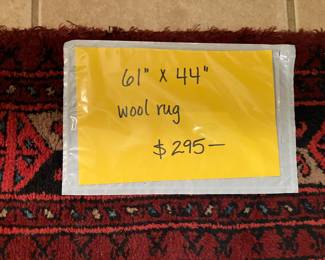 61" x 44"
wool rug
$295—